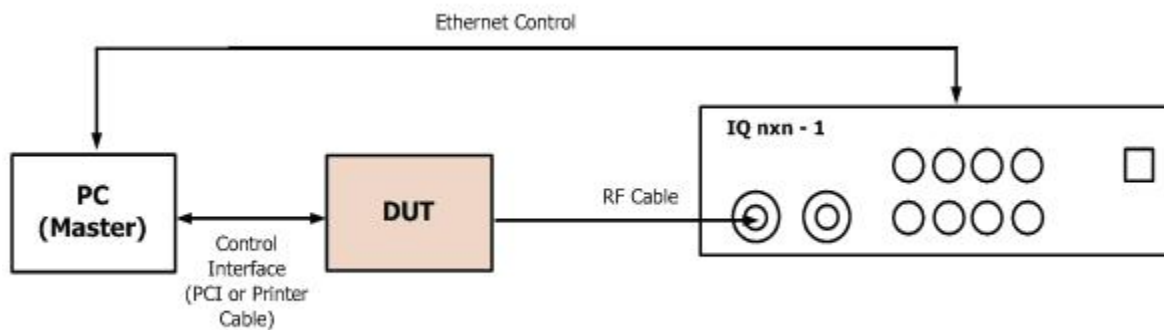 Ethernet Control
IQ nxn - 1
PC
(Master)
DUT
RF Cable
Control
Interface
(PCI or Printer
Cable)